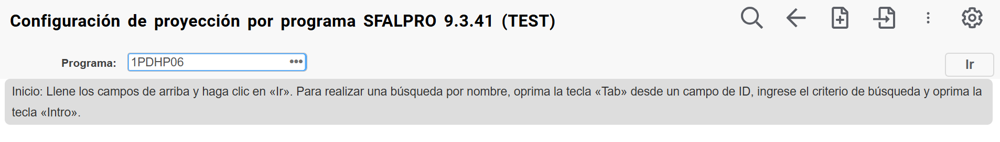 Configuración de proyección por programa SFALPRO 9.3.41 (TEST)
Programa: 1PDHP06 •••
Ir
Inicio: Llene los campos de arriba y haga clic en «Ir». Para realizar una búsqueda por nombre, oprima la tecla «Tab» desde un campo de ID, ingrese el criterio de búsqueda y oprima la
tecla «Intro».